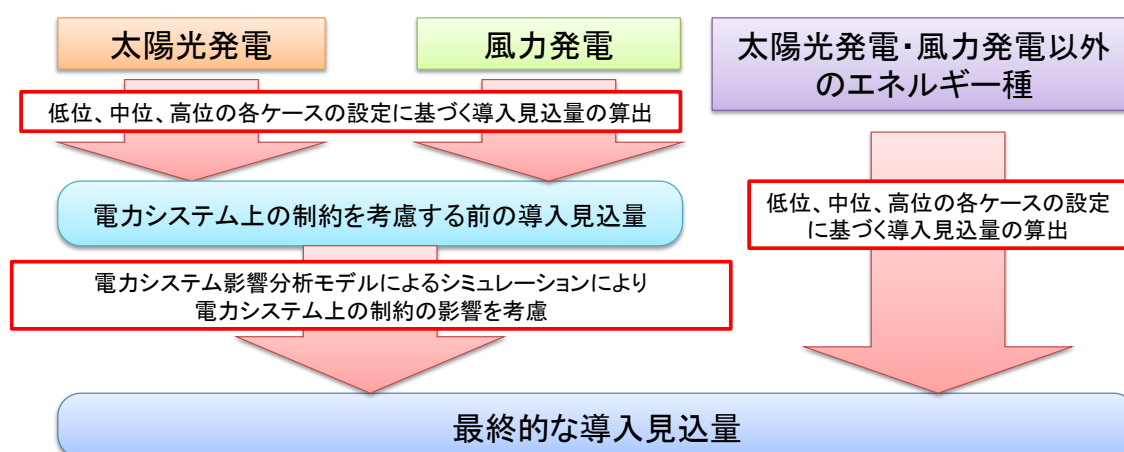 太陽光発電
風力発電
太陽光発電・風力発電以外
のエネルギー種
低位、中位、高位の各ケースの設定に基づく導入見込量の算出
電力システム上の制約を考慮する前の導入見込量
低位、中位、高位の各ケースの設定
に基づく導入見込量の算出
電力システム影響分析モデルによるシミュレーションにより
電力システム上の制約の影響を考慮
最終的な導入見込量